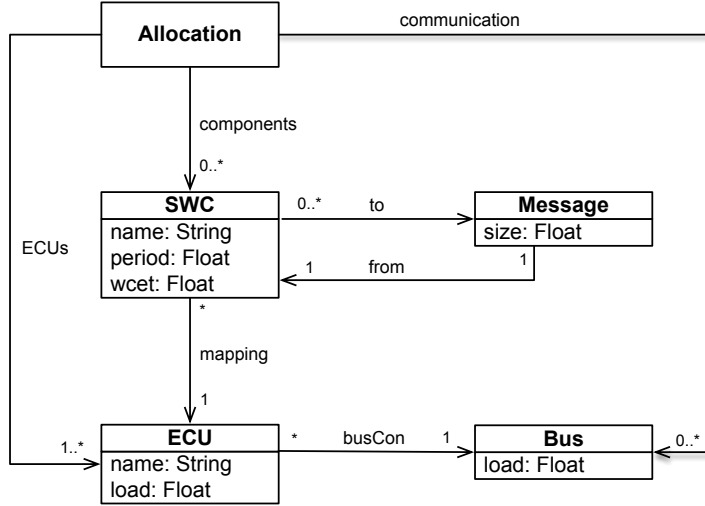 communication
Allocation
components
0..*
SWC
0..*
to
Message
name: String
size: Float
ECUs
period: Float
1
from
1
wcet: Float
*
mapping
1
1..*
ECU
*
busCon
1
Bus
0..*
name: String
load: Float
load: Float